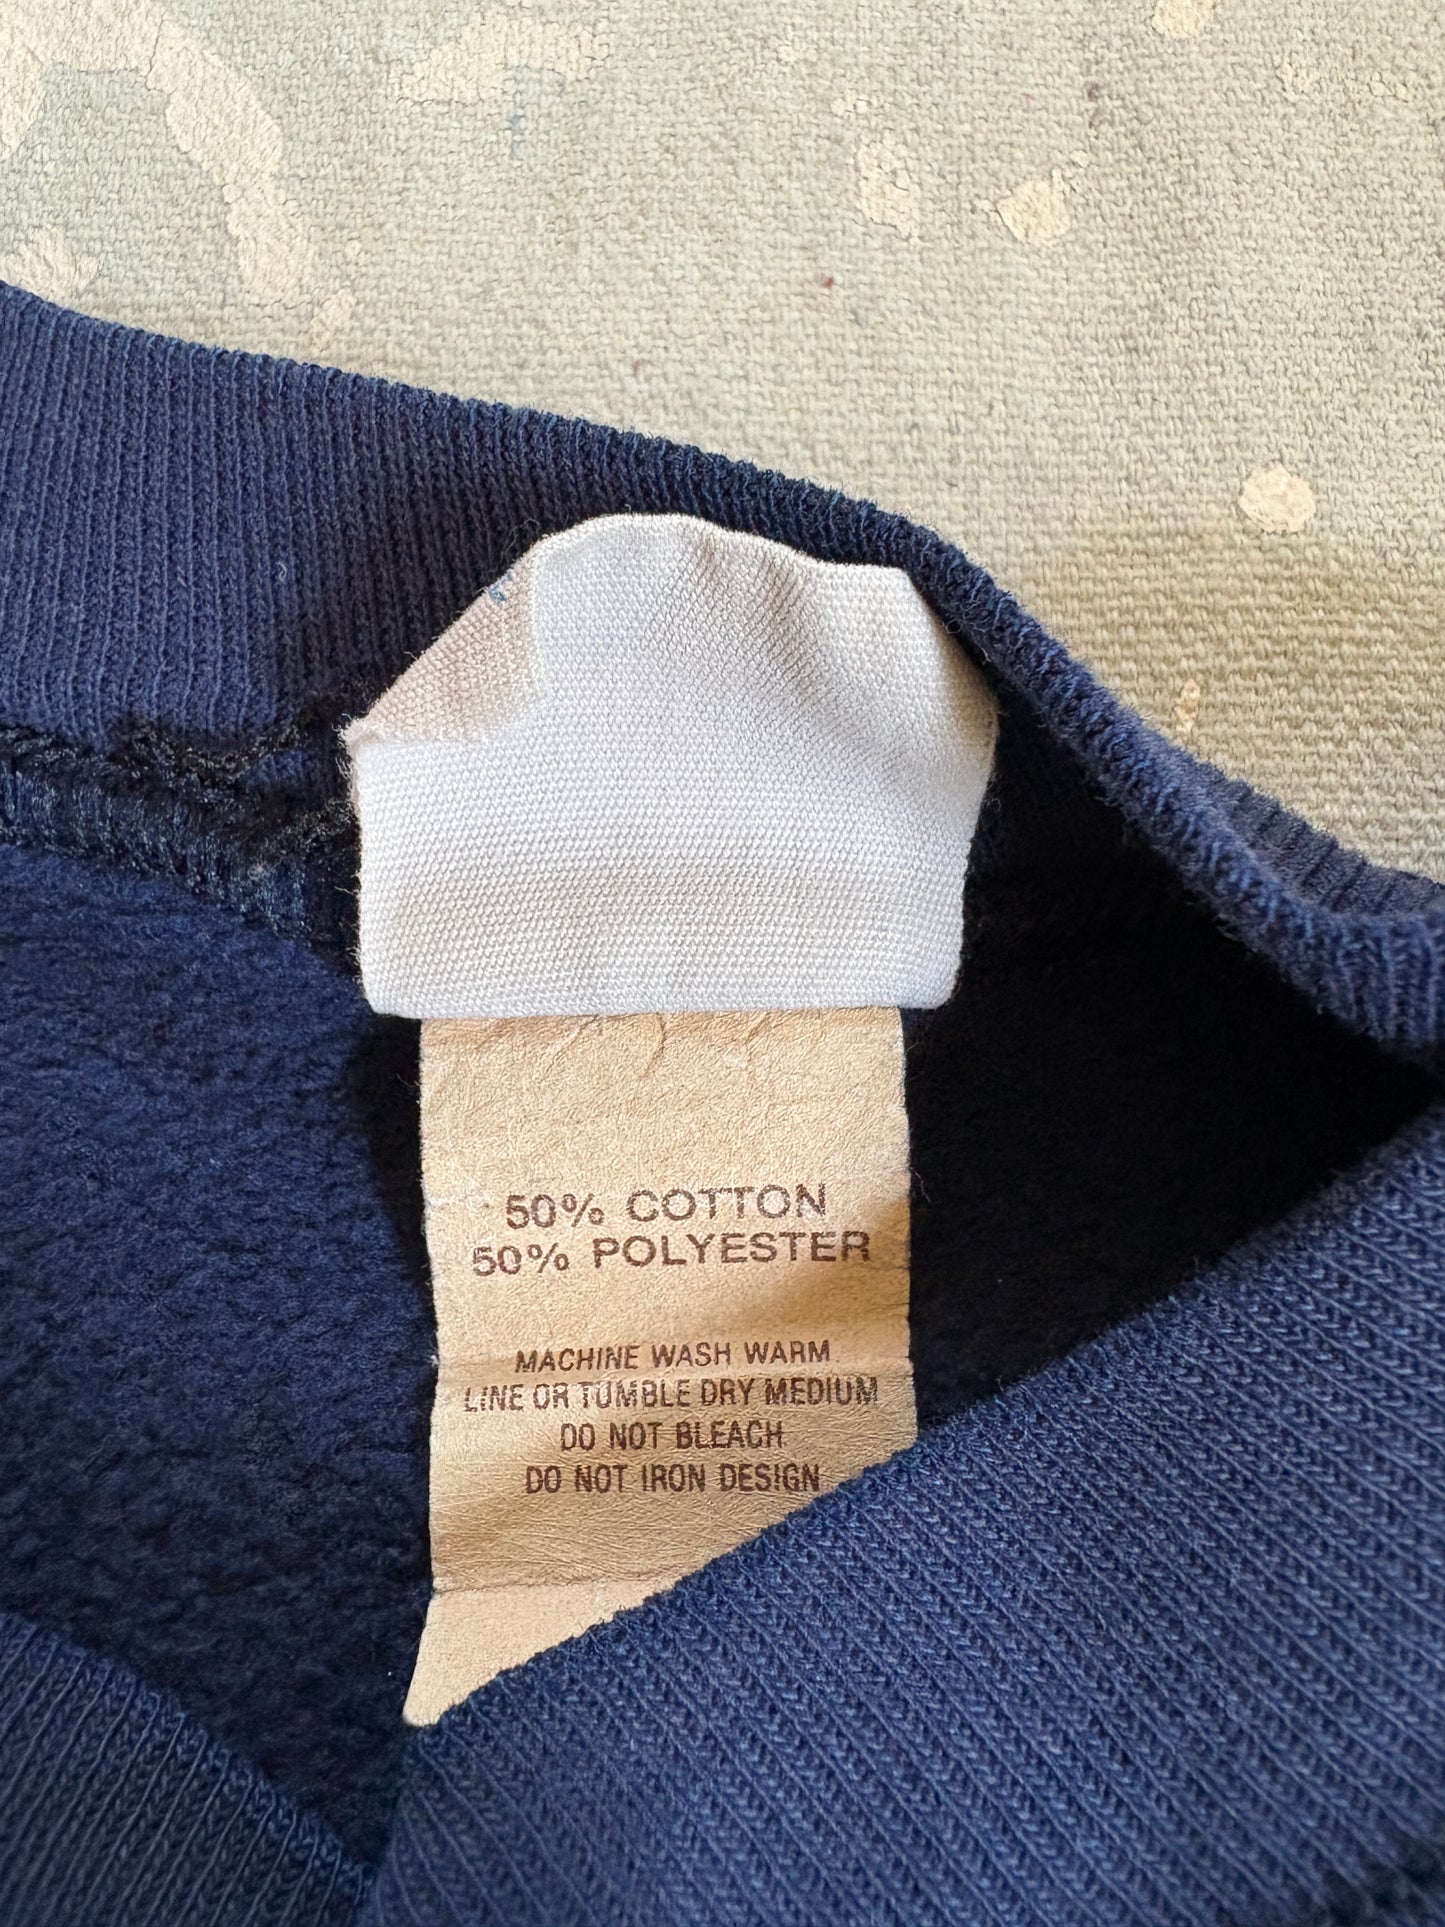 50% COTTON
50% POLYESTER
MACHINE WASH WARM
LINE OR TUMBLE DRY MEDIUM
DO NOT BLEACH
DO NOT IRON DESIGN